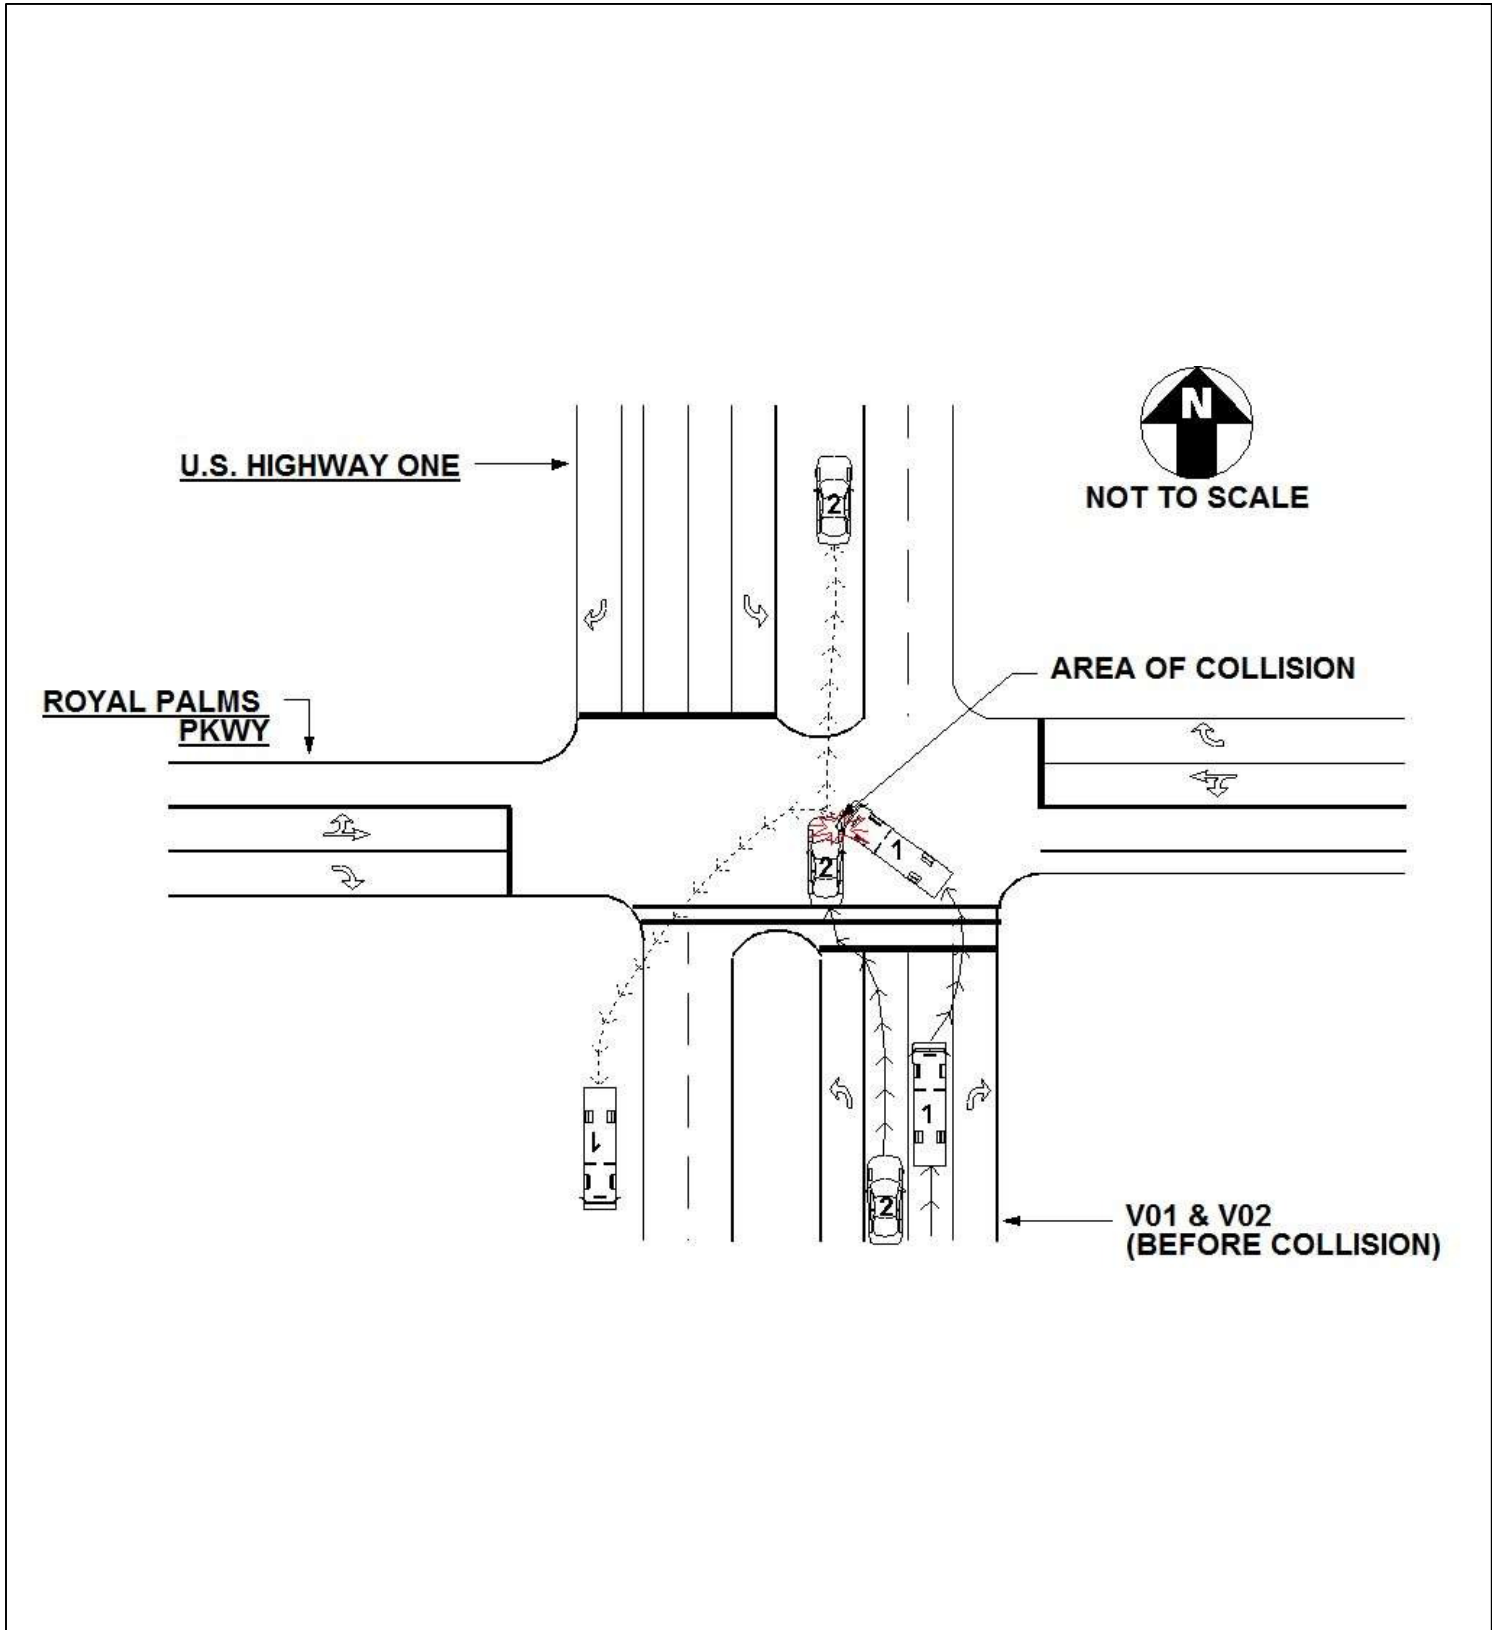 N
NOT TO SCALE
U.S. HIGHWAY ONE
2
AREA OF COLLISION
ROYAL PALMS
PKWY
1
2
1
1
2
V01 & V02
(BEFORE COLLISION)